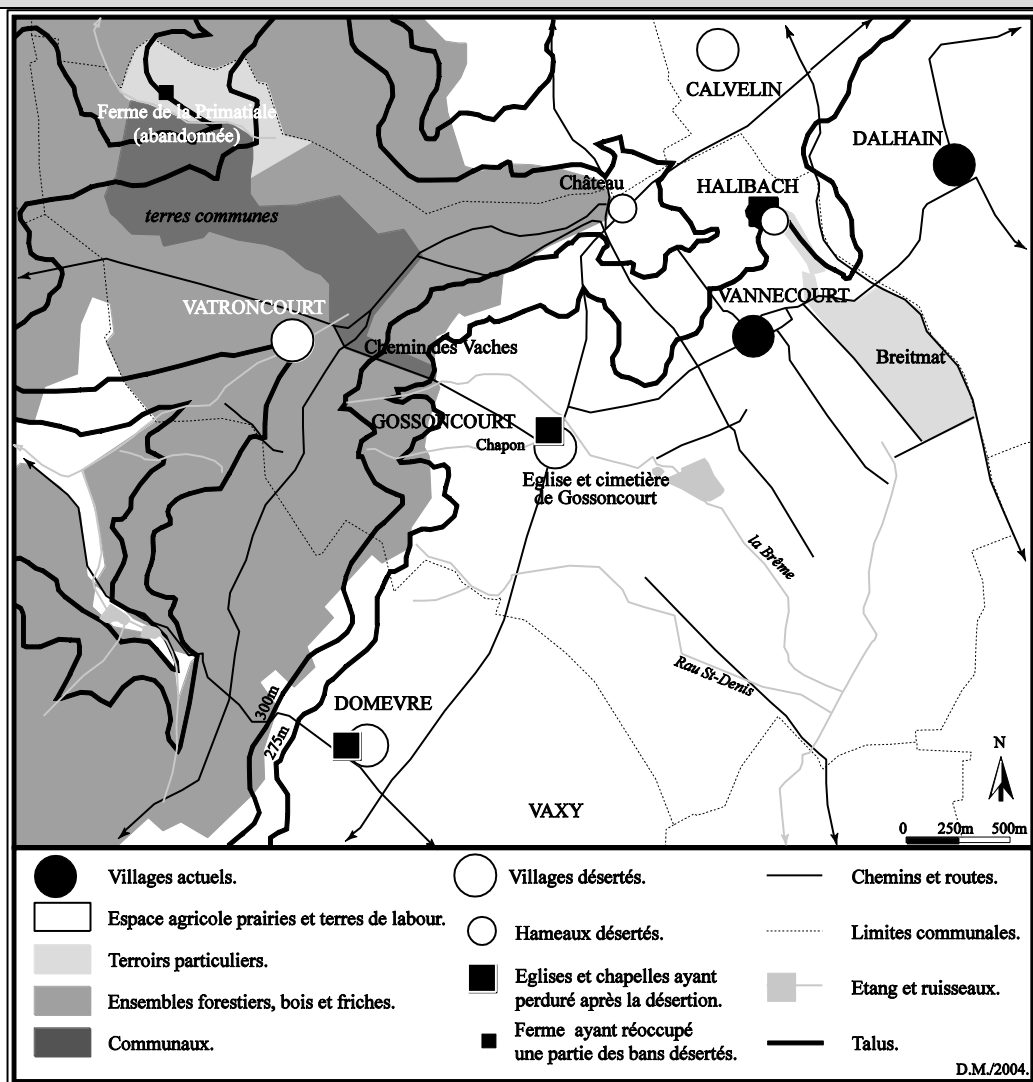 CALVELIN
Ferme de la Primatiale
(abandonnée)
DALHAIN
Château
HALIBACH
terres communes
VATRONCOURT
VANNECOURT
Chemin des Vaches
Breitmat
GOSSONCOURT
Chapon
Eglise et cimetière
de Gossoncourt
la Brême
Rau St-Denis
300m
DOMEVRE
275m
N
VAXY
0 250m 500m
Villages actuels.
Espace agricole prairies et terres de labour.
Terroirs particuliers.
Ensembles forestiers, bois et friches.
Communaux.
Villages désertés.
Hameaux désertés.
Eglises et chapelles ayant
perduré après la désertion.
Ferme ayant réoccupé
une partie des bans désertés.
Chemins et routes.
Limites communales.
Etang et ruisseaux.
Talus.
D.M./2004.